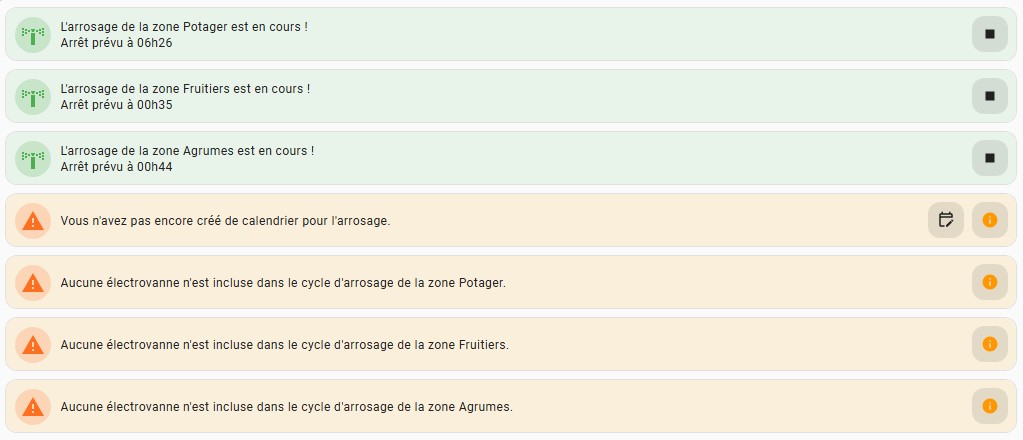 L'arrosage de la zone Potager est en cours !
Arrêt prévu à 06h26
L'arrosage de la zone Fruitiers est en cours !
Arrêt prévu à 00h35
L'arrosage de la zone Agrumes est en cours !
Arrêt prévu à 00h44
Vous n'avez pas encore créé de calendrier pour l'arrosage.
Aucune électrovanne n'est incluse dans le cycle d'arrosage de la zone Potager.
Aucune électrovanne n'est incluse dans le cycle d'arrosage de la zone Fruitiers.
Aucune électrovanne n'est incluse dans le cycle d'arrosage de la zone Agrumes.